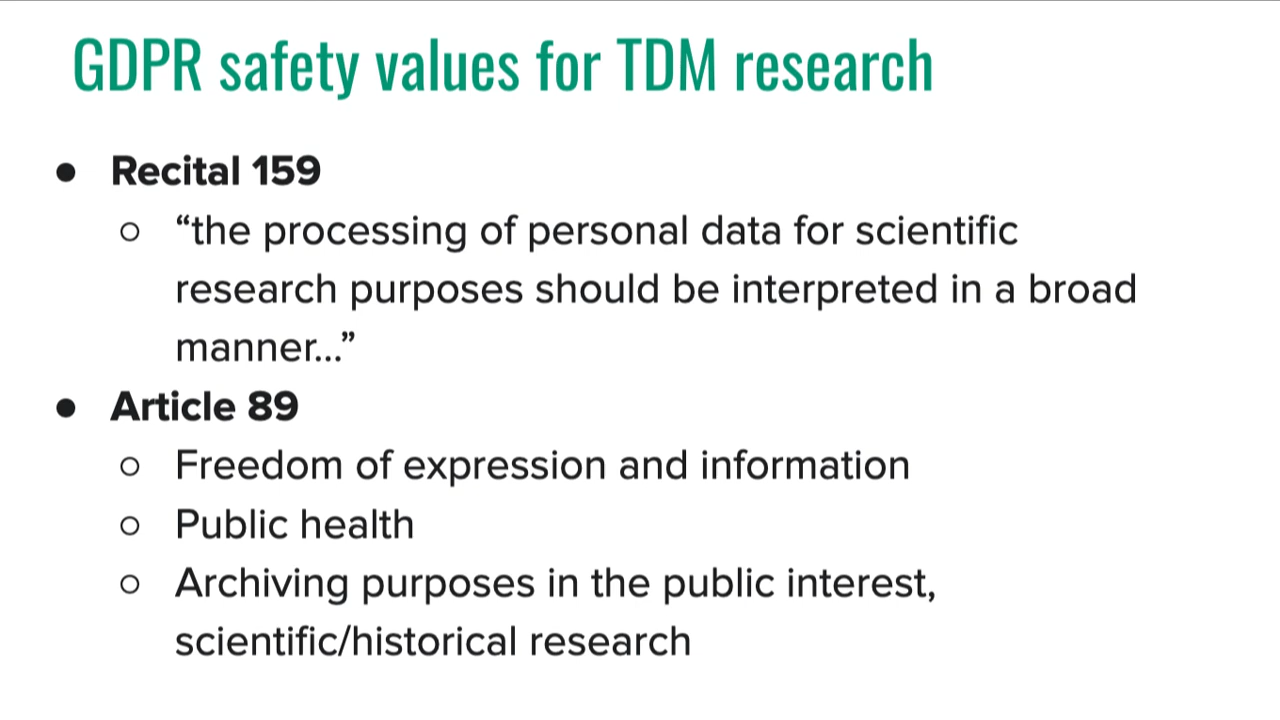 GDPR safety values for TDM research
● Recital 159
○ “the processing of personal data for scientific
research purposes should be interpreted in a broad
manner...”
● Article 89
○ Freedom of expression and information
○ Public health
○ Archiving purposes in the public interest,
scientific/historical research